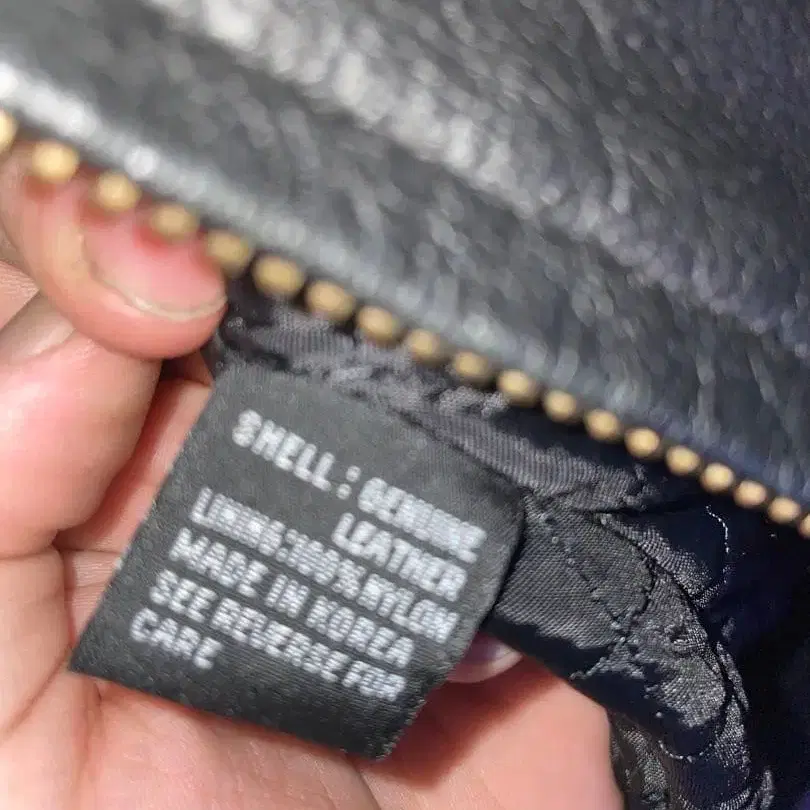 SHELL: GENUINE
LEATHER
LINING:100% NYLON
MADE IN KOREA
SEE REVERSE FOR
CARE